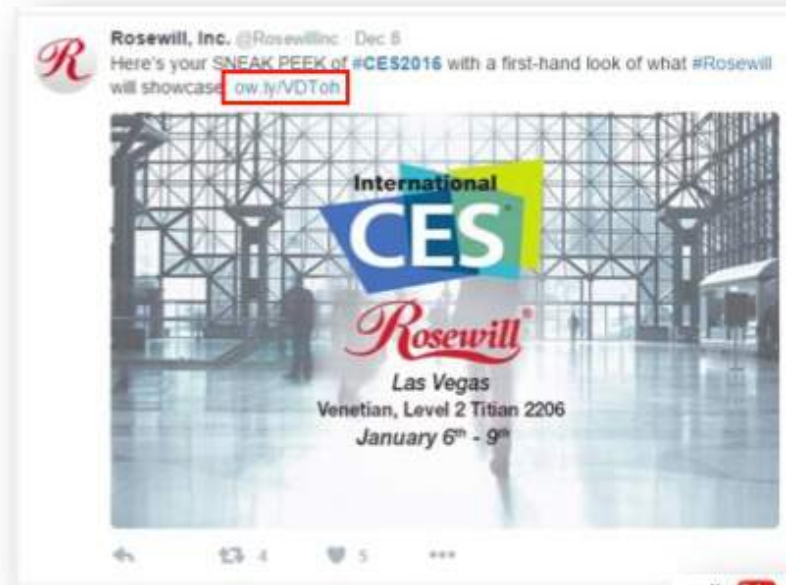 Rosewill, Inc. @RosewillInc · Dec 8
Here's your SNEAK PEEK of #CES2016 with a first-hand look of what #Rosewill
will showcase ow.ly/VDToh
International
CES
Rosewill®
Las Vegas
Venetian, Level 2 Titian 2206
January 6th - 9th
4
5